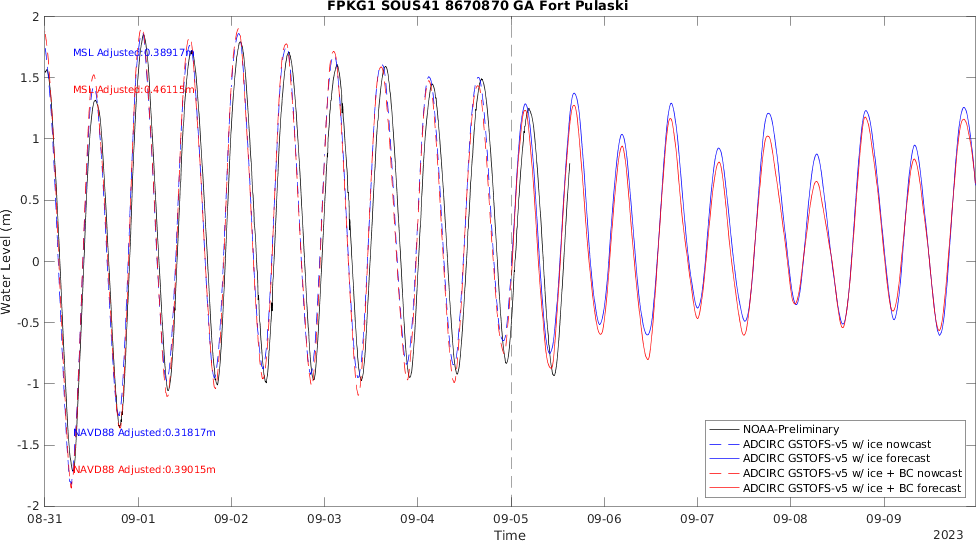 FPKG1 SOUS41 8670870 GA Fort Pulaski
2
1.5
1
0.5
0
-0.5
-1
-1.5
-2
Water Level (m)
MSL Adjusted:0.38917m
MSL Adjusted:0.46115m
NAVD88 Adjusted:0.31817m
NAVD88 Adjusted:0.39015m
NOAA-Preliminary
ADCIRC GSTOFS-v5 w/ ice nowcast
ADCIRC GSTOFS-v5 w/ ice forecast
ADCIRC GSTOFS-v5 w/ ice + BC nowcast
ADCIRC GSTOFS-v5 w/ ice + BC forecast
08-31 09-01 09-02 09-03 09-04 09-05 09-06 09-07 09-08 09-09
Time
2023